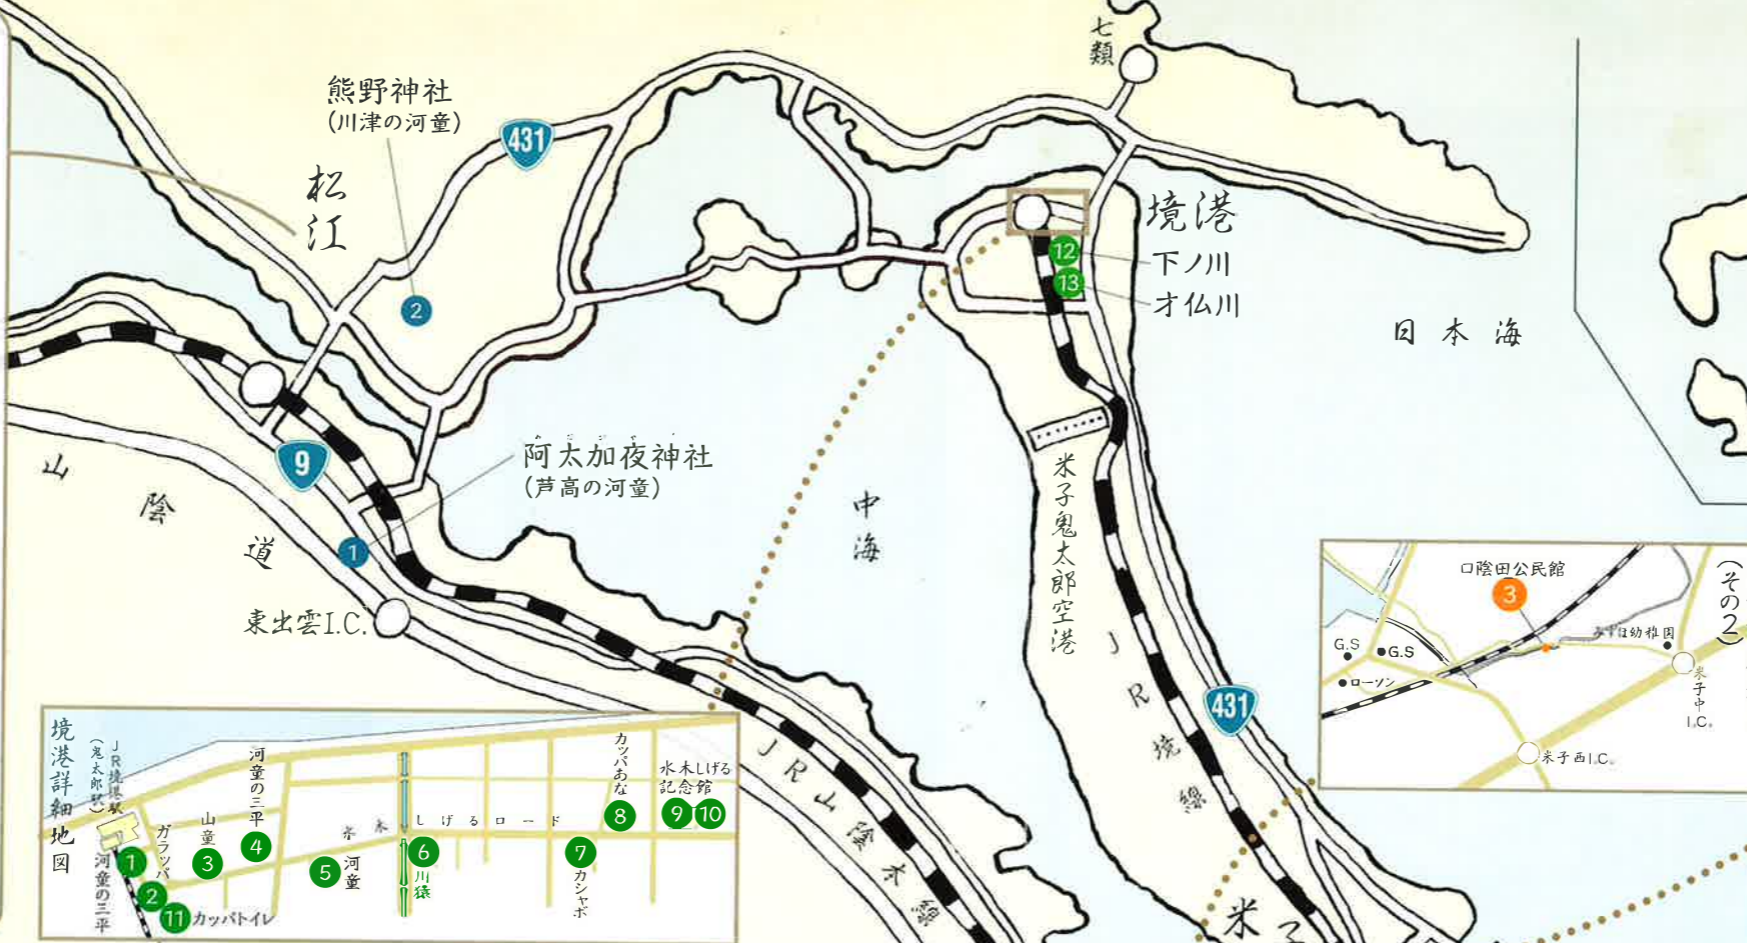 七類
熊野神社
(川津の河童)
431
松江
2
境港
12
下ノ川
13
才仏川
日本海
9
阿太加夜神社
(芦高の河童)
山陰道
1
中海
米子鬼太郎空港
東出雲I.C.
JR境線
431
JR山陰本線
米子
口陰田公民館
3
(その2)
G.S
G.S
ローソン
幼稚園
米子中I.C.
米子西I.C.
境港詳細地図
JR境港駅
(鬼太郎駅)
河童の三平
1
ガラッパ
2
11
カッパトイレ
山童
3
河童の三平
4
水木しげるロード
5
河童
6
川猿
7
カシャボ
カッパあな
8
水木しげる
記念館
9
10